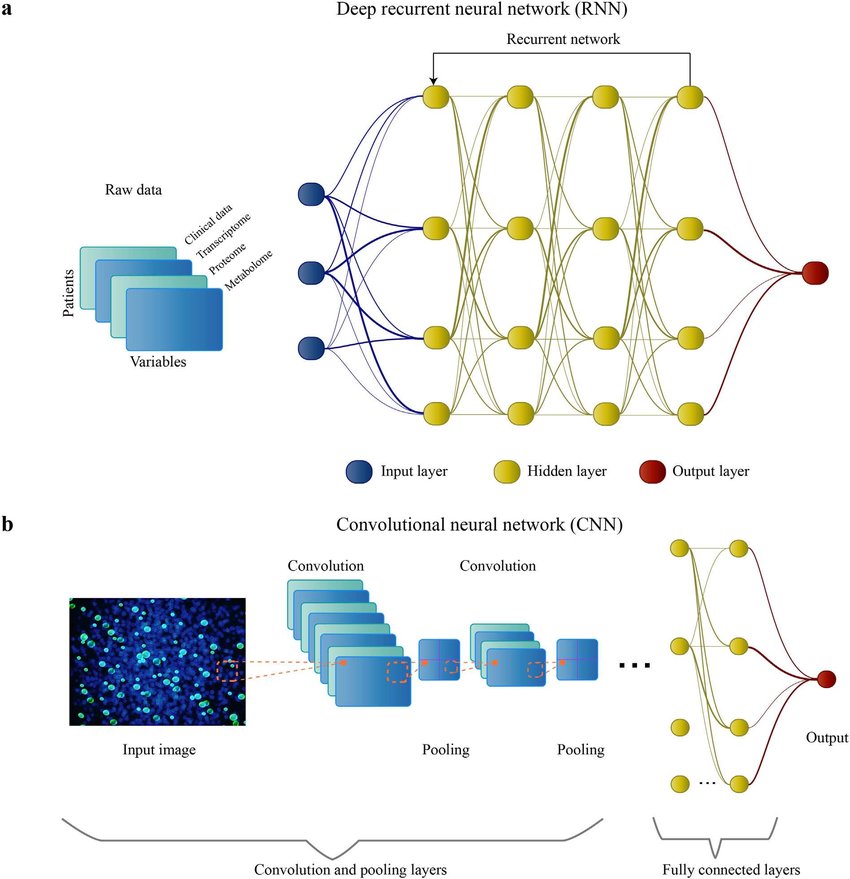 a
Deep recurrent neural network (RNN)
Recurrent network
Raw data
Clinical data
Transcriptome
Proteome
Metabolome
Patients
Variables
Input layer
Hidden layer
Output layer
b
Convolutional neural network (CNN)
Convolution
Convolution
...
Input image
Pooling
Pooling
...
Output
Convolution and pooling layers
Fully connected layers